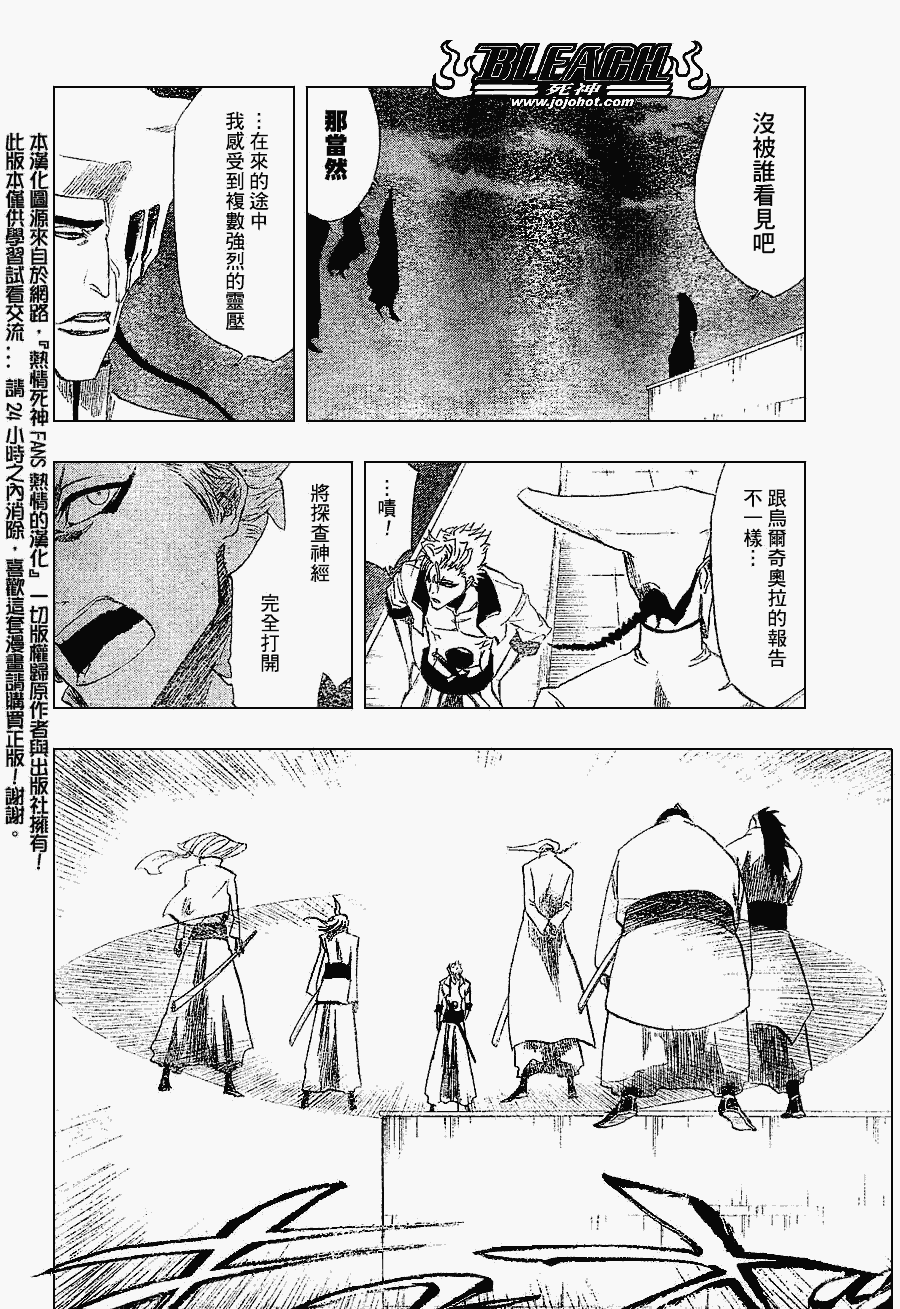 BLEACH
死神
www.jojohot.com
沒被誰看見吧
那當然
…在來的途中
我感受到複數強烈的靈壓
跟烏爾奇奧拉的報告
不一樣…
…嘖！
將探查神經
完全打開
本漢化圖源來自於網路，『熱情死神FANS熱情的漢化』一切版權歸原作者與出版社擁有！
此版本僅供學習試看交流...請24小時之內消除，喜歡這套漫畫請購買正版！謝謝。